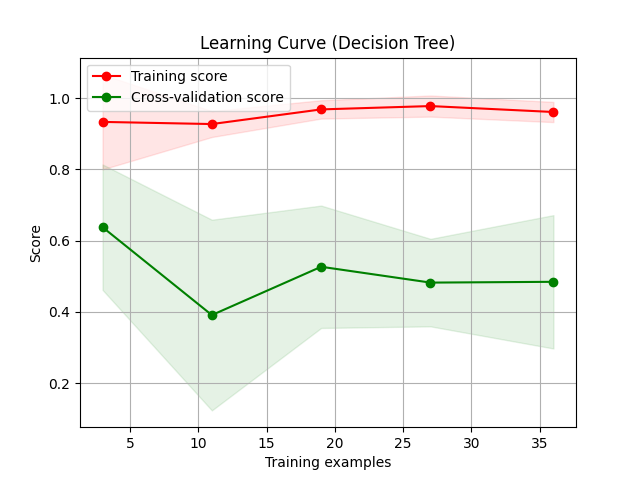 Learning Curve (Decision Tree)
Training score
Cross-validation score
1.0
0.8
0.6
0.4
0.2
Score
5 10 15 20 25 30 35
Training examples